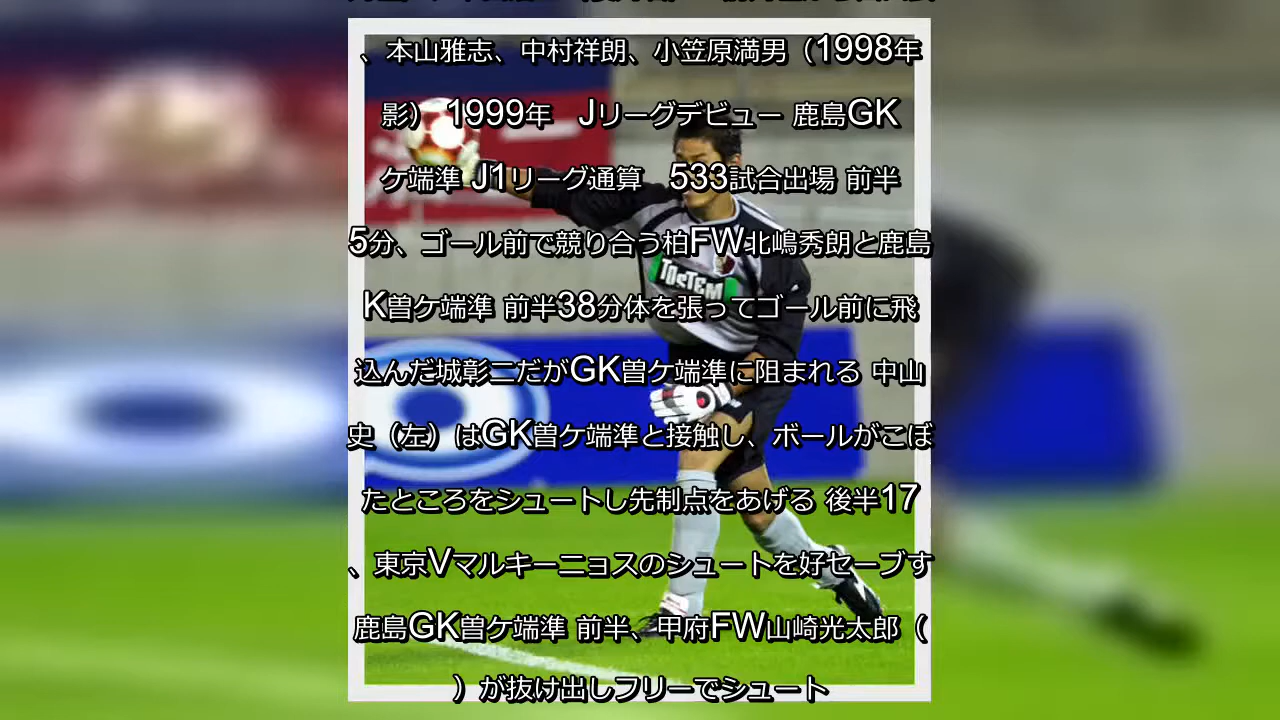 、本山雅志、中村祥朗、小笠原満男（1998年
影） 1999年　Jリーグデビュー 鹿島GK
ケ端準 J1リーグ通算　533試合出場 前半
5分、ゴール前で競り合う柏FW北嶋秀朗と鹿島
K曽ケ端準 前半38分体を張ってゴール前に飛
込んだ城彰二だがGK曽ケ端準に阻まれる 中山
史（左）はGK曽ケ端準と接触し、ボールがこぼ
たところをシュートし先制点をあげる 後半17
、東京Vマルキーニョスのシュートを好セーブす
鹿島GK曽ケ端準 前半、甲府FW山崎光太郎（
）が抜け出しフリーでシュート
TOSTEM